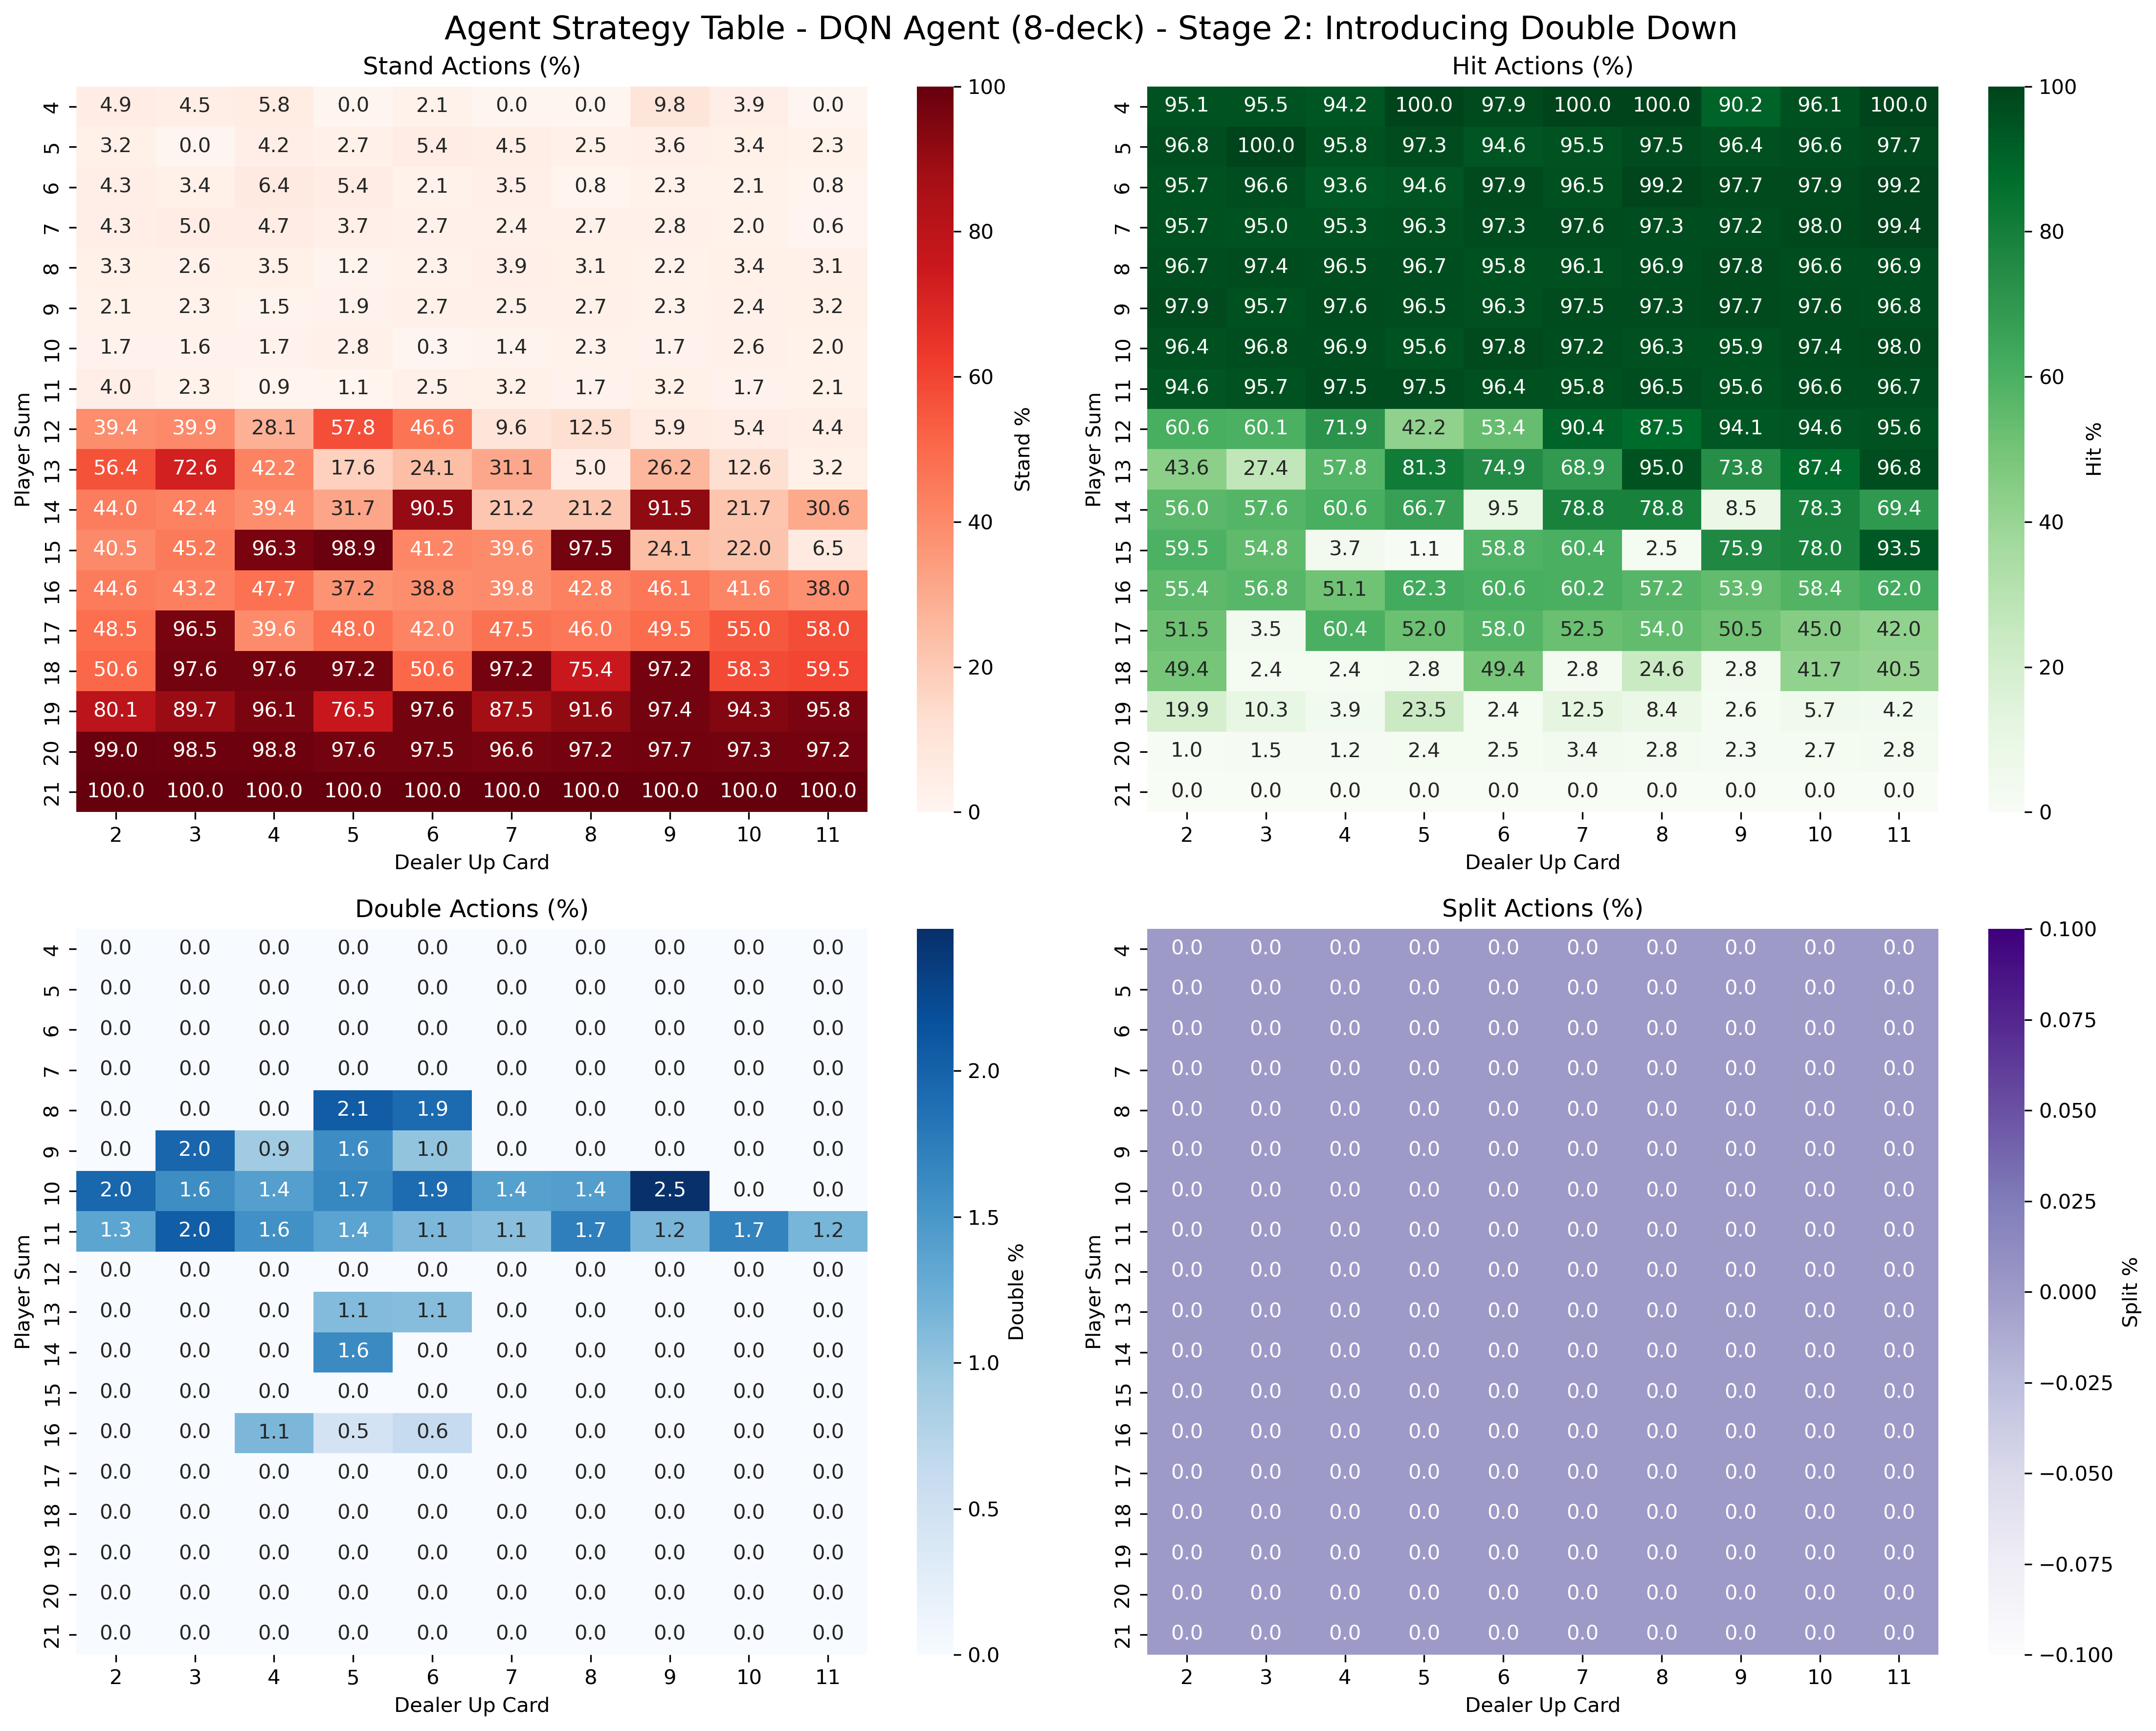 Agent Strategy Table - DQN Agent (8-deck) - Stage 2: Introducing Double Down
Stand Actions (%)
4 4.9 4.5 5.8 0.0 2.1 0.0 0.0 9.8 3.9 0.0
5 3.2 0.0 4.2 2.7 5.4 4.5 2.5 3.6 3.4 2.3
6 4.3 3.4 6.4 5.4 2.1 3.5 0.8 2.3 2.1 0.8
7 4.3 5.0 4.7 3.7 2.7 2.4 2.7 2.8 2.0 0.6
8 3.3 2.6 3.5 1.2 2.3 3.9 3.1 2.2 3.4 3.1
9 2.1 2.3 1.5 1.9 2.7 2.5 2.7 2.3 2.4 3.2
10 1.7 1.6 1.7 2.8 0.3 1.4 2.3 1.7 2.6 2.0
11 4.0 2.3 0.9 1.1 2.5 3.2 1.7 3.2 1.7 2.1
12 39.4 39.9 28.1 57.8 46.6 9.6 12.5 5.9 5.4 4.4
13 56.4 72.6 42.2 17.6 24.1 31.1 5.0 26.2 12.6 3.2
14 44.0 42.4 39.4 31.7 90.5 21.2 21.2 91.5 21.7 30.6
15 40.5 45.2 96.3 98.9 41.2 39.6 97.5 24.1 22.0 6.5
16 44.6 43.2 47.7 37.2 38.8 39.8 42.8 46.1 41.6 38.0
17 48.5 96.5 39.6 48.0 42.0 47.5 46.0 49.5 55.0 58.0
18 50.6 97.6 97.6 97.2 50.6 97.2 75.4 97.2 58.3 59.5
19 80.1 89.7 96.1 76.5 97.6 87.5 91.6 97.4 94.3 95.8
20 99.0 98.5 98.8 97.6 97.5 96.6 97.2 97.7 97.3 97.2
21 100.0 100.0 100.0 100.0 100.0 100.0 100.0 100.0 100.0 100.0
2 3 4 5 6 7 8 9 10 11
Dealer Up Card
Player Sum
100
80
60
40
20
0
Stand %
Hit Actions (%)
4 95.1 95.5 94.2 100.0 97.9 100.0 100.0 90.2 96.1 100.0
5 96.8 100.0 95.8 97.3 94.6 95.5 97.5 96.4 96.6 97.7
6 95.7 96.6 93.6 94.6 97.9 96.5 99.2 97.7 97.9 99.2
7 95.7 95.0 95.3 96.3 97.3 97.6 97.3 97.2 98.0 99.4
8 96.7 97.4 96.5 96.7 95.8 96.1 96.9 97.8 96.6 96.9
9 97.9 95.7 97.6 96.5 96.3 97.5 97.3 97.7 97.6 96.8
10 96.4 96.8 96.9 95.6 97.8 97.2 96.3 95.9 97.4 98.0
11 94.6 95.7 97.5 97.5 96.4 95.8 96.5 95.6 96.6 96.7
12 60.6 60.1 71.9 42.2 53.4 90.4 87.5 94.1 94.6 95.6
13 43.6 27.4 57.8 81.3 74.9 68.9 95.0 73.8 87.4 96.8
14 56.0 57.6 60.6 66.7 9.5 78.8 78.8 8.5 78.3 69.4
15 59.5 54.8 3.7 1.1 58.8 60.4 2.5 75.9 78.0 93.5
16 55.4 56.8 51.1 62.3 60.6 60.2 57.2 53.9 58.4 62.0
17 51.5 3.5 60.4 52.0 58.0 52.5 54.0 50.5 45.0 42.0
18 49.4 2.4 2.4 2.8 49.4 2.8 24.6 2.8 41.7 40.5
19 19.9 10.3 3.9 23.5 2.4 12.5 8.4 2.6 5.7 4.2
20 1.0 1.5 1.2 2.4 2.5 3.4 2.8 2.3 2.7 2.8
21 0.0 0.0 0.0 0.0 0.0 0.0 0.0 0.0 0.0 0.0
2 3 4 5 6 7 8 9 10 11
Dealer Up Card
Player Sum
100
80
60
40
20
0
Hit %
Double Actions (%)
4 0.0 0.0 0.0 0.0 0.0 0.0 0.0 0.0 0.0 0.0
5 0.0 0.0 0.0 0.0 0.0 0.0 0.0 0.0 0.0 0.0
6 0.0 0.0 0.0 0.0 0.0 0.0 0.0 0.0 0.0 0.0
7 0.0 0.0 0.0 0.0 0.0 0.0 0.0 0.0 0.0 0.0
8 0.0 0.0 0.0 2.1 1.9 0.0 0.0 0.0 0.0 0.0
9 0.0 2.0 0.9 1.6 1.0 0.0 0.0 0.0 0.0 0.0
10 2.0 1.6 1.4 1.7 1.9 1.4 1.4 2.5 0.0 0.0
11 1.3 2.0 1.6 1.4 1.1 1.1 1.7 1.2 1.7 1.2
12 0.0 0.0 0.0 0.0 0.0 0.0 0.0 0.0 0.0 0.0
13 0.0 0.0 0.0 1.1 1.1 0.0 0.0 0.0 0.0 0.0
14 0.0 0.0 0.0 1.6 0.0 0.0 0.0 0.0 0.0 0.0
15 0.0 0.0 0.0 0.0 0.0 0.0 0.0 0.0 0.0 0.0
16 0.0 0.0 1.1 0.5 0.6 0.0 0.0 0.0 0.0 0.0
17 0.0 0.0 0.0 0.0 0.0 0.0 0.0 0.0 0.0 0.0
18 0.0 0.0 0.0 0.0 0.0 0.0 0.0 0.0 0.0 0.0
19 0.0 0.0 0.0 0.0 0.0 0.0 0.0 0.0 0.0 0.0
20 0.0 0.0 0.0 0.0 0.0 0.0 0.0 0.0 0.0 0.0
21 0.0 0.0 0.0 0.0 0.0 0.0 0.0 0.0 0.0 0.0
2 3 4 5 6 7 8 9 10 11
Dealer Up Card
Player Sum
2.0
1.5
1.0
0.5
0.0
Double %
Split Actions (%)
4 0.0 0.0 0.0 0.0 0.0 0.0 0.0 0.0 0.0 0.0
5 0.0 0.0 0.0 0.0 0.0 0.0 0.0 0.0 0.0 0.0
6 0.0 0.0 0.0 0.0 0.0 0.0 0.0 0.0 0.0 0.0
7 0.0 0.0 0.0 0.0 0.0 0.0 0.0 0.0 0.0 0.0
8 0.0 0.0 0.0 0.0 0.0 0.0 0.0 0.0 0.0 0.0
9 0.0 0.0 0.0 0.0 0.0 0.0 0.0 0.0 0.0 0.0
10 0.0 0.0 0.0 0.0 0.0 0.0 0.0 0.0 0.0 0.0
11 0.0 0.0 0.0 0.0 0.0 0.0 0.0 0.0 0.0 0.0
12 0.0 0.0 0.0 0.0 0.0 0.0 0.0 0.0 0.0 0.0
13 0.0 0.0 0.0 0.0 0.0 0.0 0.0 0.0 0.0 0.0
14 0.0 0.0 0.0 0.0 0.0 0.0 0.0 0.0 0.0 0.0
15 0.0 0.0 0.0 0.0 0.0 0.0 0.0 0.0 0.0 0.0
16 0.0 0.0 0.0 0.0 0.0 0.0 0.0 0.0 0.0 0.0
17 0.0 0.0 0.0 0.0 0.0 0.0 0.0 0.0 0.0 0.0
18 0.0 0.0 0.0 0.0 0.0 0.0 0.0 0.0 0.0 0.0
19 0.0 0.0 0.0 0.0 0.0 0.0 0.0 0.0 0.0 0.0
20 0.0 0.0 0.0 0.0 0.0 0.0 0.0 0.0 0.0 0.0
21 0.0 0.0 0.0 0.0 0.0 0.0 0.0 0.0 0.0 0.0
2 3 4 5 6 7 8 9 10 11
Dealer Up Card
Player Sum
0.100
0.075
0.050
0.025
0.000
−0.025
−0.050
−0.075
−0.100
Split %